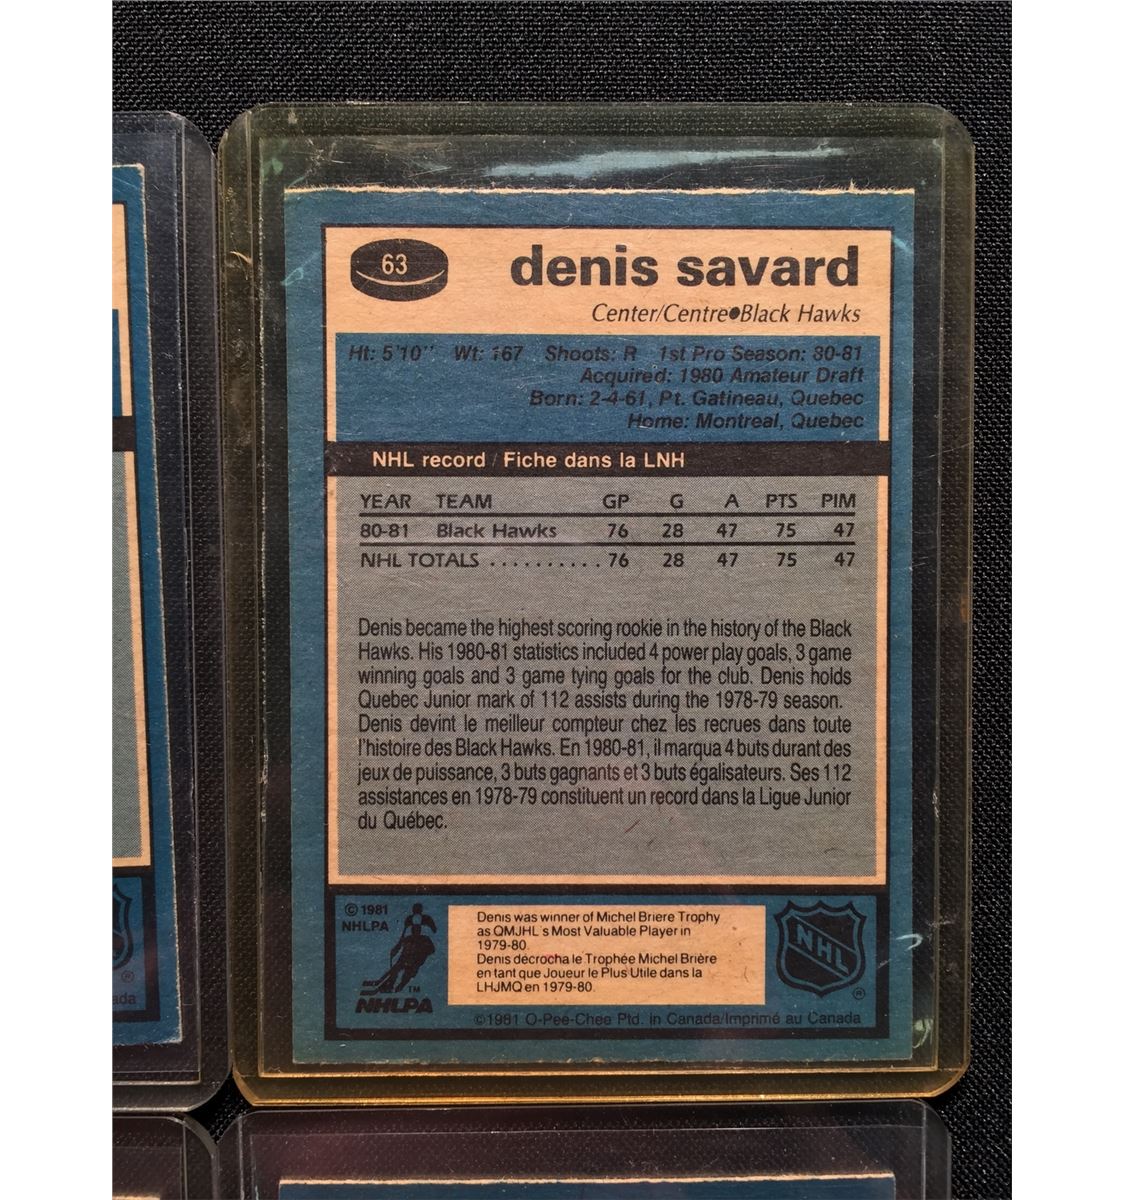 63
denis savard
Center/Centre●Black Hawks
Ht: 5'10'' Wt: 167 Shoots: R 1st Pro Season: 80-81
Acquired: 1980 Amateur Draft
Born: 2-4-61, Pt. Gatineau, Quebec
Home: Montreal, Quebec
NHL record / Fiche dans la LNH
YEAR TEAM GP G A PTS PIM
80-81 Black Hawks 76 28 47 75 47
NHL TOTALS .......... 76 28 47 75 47
Denis became the highest scoring rookie in the history of the Black
Hawks. His 1980-81 statistics included 4 power play goals, 3 game
winning goals and 3 game tying goals for the club. Denis holds
Quebec Junior mark of 112 assists during the 1978-79 season.
Denis devint le meilleur compteur chez les recrues dans toute
l'histoire des Black Hawks. En 1980-81, il marqua 4 buts durant des
jeux de puissance, 3 buts gagnants et 3 buts égalisateurs. Ses 112
assistances en 1978-79 constituent un record dans la Ligue Junior
du Québec.
© 1981
NHLPA
TM
NHLPA
Denis was winner of Michel Briere Trophy
as QMJHL's Most Valuable Player in
1979-80.
Denis décrocha le Trophée Michel Brière
en tant que Joueur le Plus Utile dans la
LHJMQ en 1979-80.
NHL
®
©1981 O-Pee-Chee Ptd. in Canada/Imprimé au Canada
®
ada